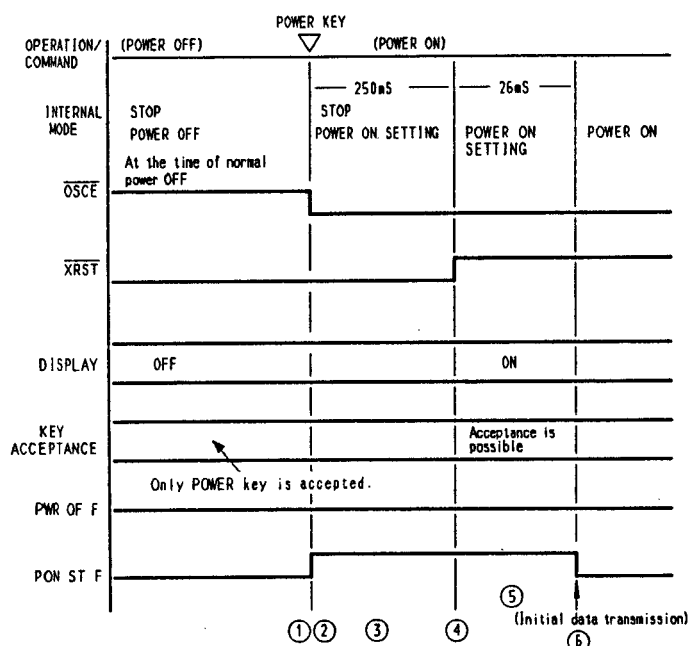 POWER KEY
OPERATION/
COMMAND
(POWER OFF)
(POWER ON)
250mS
26mS
INTERNAL
MODE
STOP
POWER OFF
STOP
POWER ON SETTING
POWER ON
SETTING
POWER ON
At the time of normal
power OFF
OSCE
XRST
DISPLAY
OFF
ON
KEY
ACCEPTANCE
Acceptance is
possible
Only POWER key is accepted.
PWR OF F
PON ST F
① ② ③ ④ ⑤
(Initial data transmission)
⑥